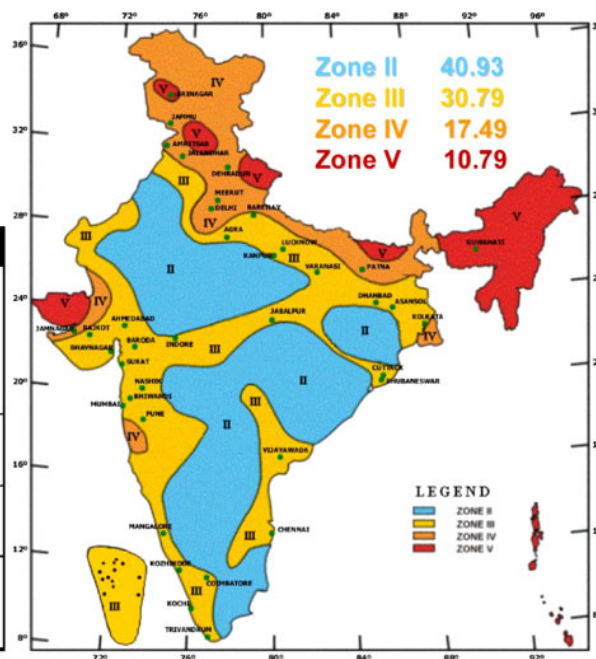 68° 72° 76° 80° 84° 88° 92° 96°
36°
32°
28°
24°
20°
16°
12°
8°
Zone II 40.93
Zone III 30.79
Zone IV 17.49
Zone V 10.79
IV
V
SRINAGAR
JAMMU
V
AMRITSAR
JALANDHAR
III
DEHRADUN
V
MEERUT
DELHI
BAREILLY
IV
V
III
AGRA
LUCKNOW
KANPUR
III
V
GUWAHATI
II
VARANASI
PATNA
V
IV
DHANBAD
ASANSOL
JAMNAGAR
RAJKOT
AHMEDABAD
JABALPUR
KOLKATA
II
IV
BHAVNAGAR
BARODA
INDORE
III
SURAT
CUTTACK
BHUBANESWAR
II
NASHIK
BHIWANDI
III
MUMBAI
PUNE
II
IV
VIJAYAWADA
LEGEND
ZONE II
ZONE III
ZONE IV
ZONE V
MANGALORE
III
CHENNAI
KOZHIKODE
COIMBATORE
III
III
KOCHI
TRIVANDRUM
72° 76° 80° 84° 88° 92°